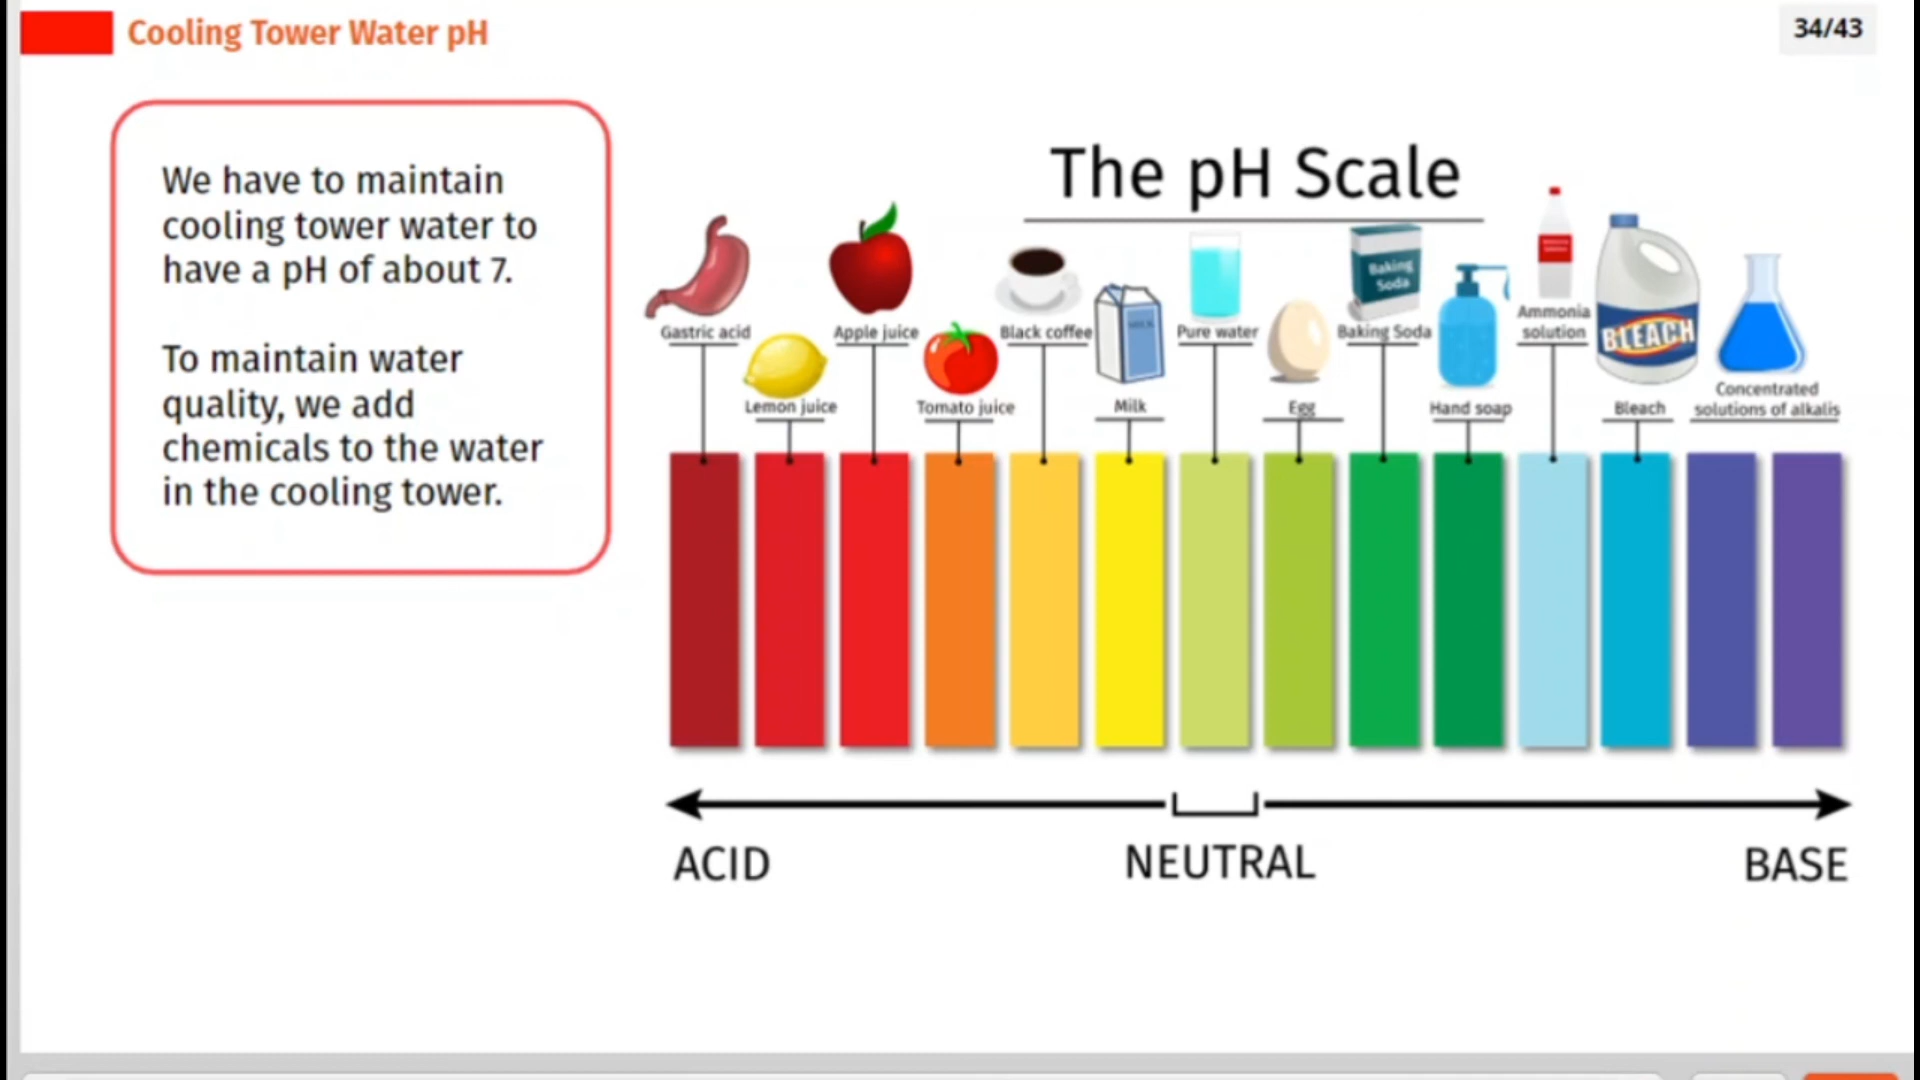 Cooling Tower Water pH
34/43
We have to maintain
cooling tower water to
have a pH of about 7.
To maintain water
quality, we add
chemicals to the water
in the cooling tower.
The pH Scale
Gastric acid
Lemon juice
Apple juice
Tomato juice
Black coffee
MILK
Milk
Pure water
Egg
Baking
Soda
Baking Soda
Hand soap
Ammonia
solution
BLEACH
Bleach
Concentrated
solutions of alkalis
ACID
NEUTRAL
BASE